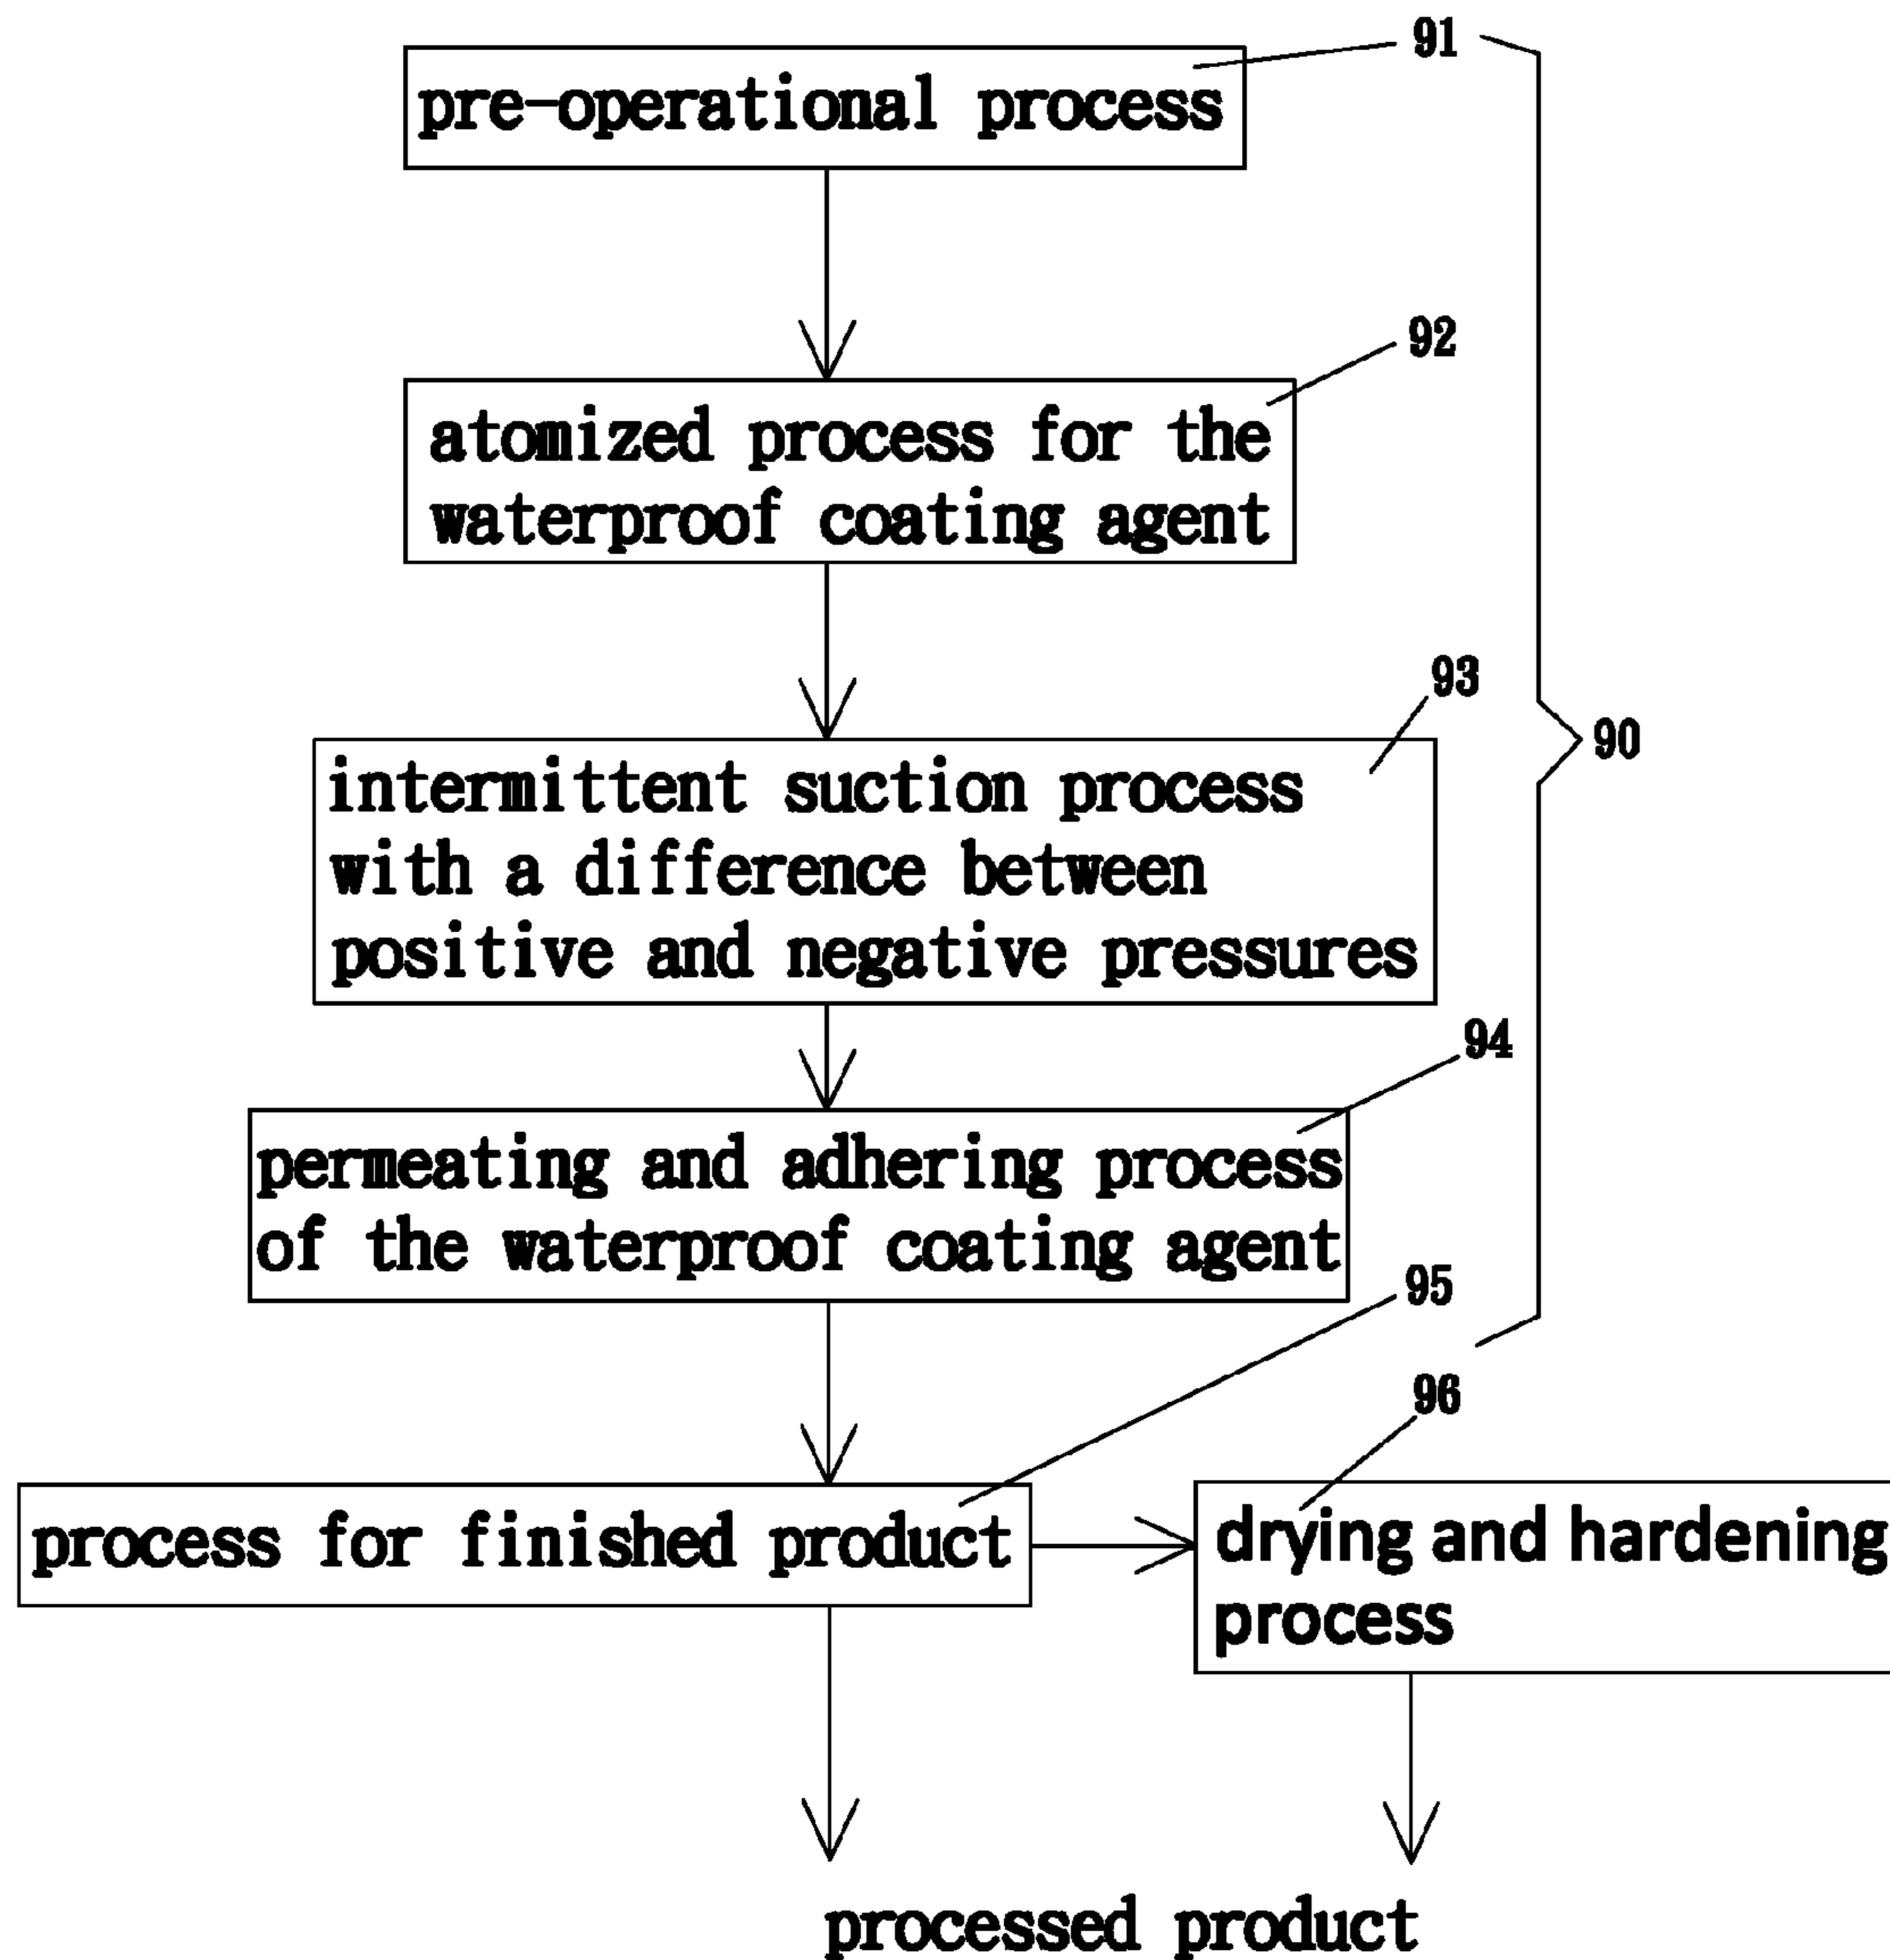 91
pre-operational process
92
atomized process for the
waterproof coating agent
93
90
intermittent suction process
with a difference between
positive and negative pressures
94
permeating and adhering process
of the waterproof coating agent
95
96
process for finished product
drying and hardening
process
processed product